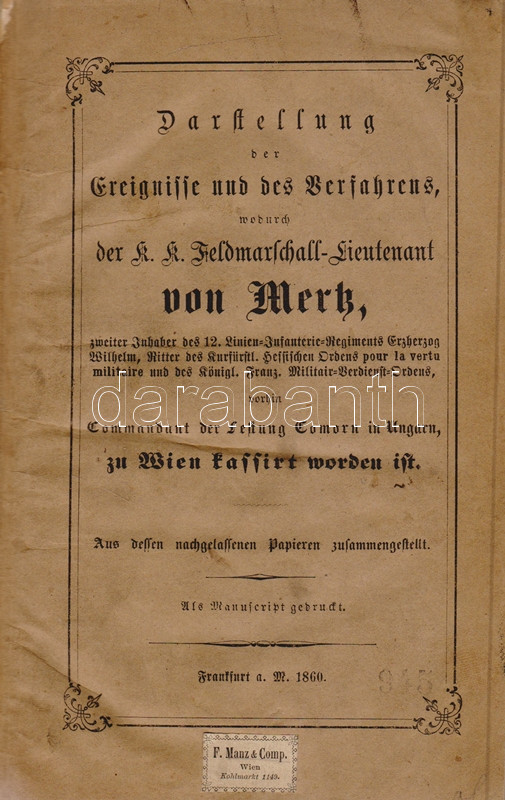 Darstellung
der
Ereignisse und des Verfahrens,
wodurch
der K. K. Feldmarschall-Lieutenant
von Mertz,
zweiter Inhaber des 12. Linien-Infanterie-Regiments Erzherzog
Wilhelm, Ritter des Kurfürstl. Hessischen Ordens pour la vertu
militaire und des Königl. Franz. Militair-Verdienst-Ordens,
vorhin
darabanth
Commandant der Festung Comorn in Ungarn,
zu Wien kassirt worden ist.
Aus dessen nachgelassenen Papieren zusammengestellt.
Als Manuscript gedruckt.
Frankfurt a. M. 1860.
F. Manz & Comp.
Wien
Kohlmarkt 1149.